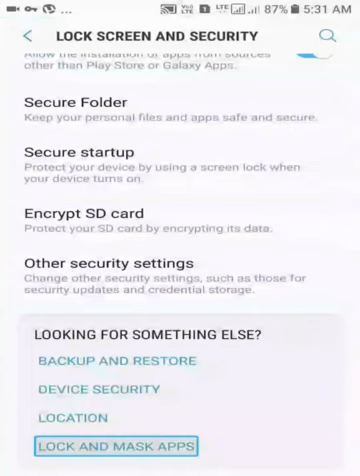 ... VoLTE 1 LTE 87% 5:31 AM
LOCK SCREEN AND SECURITY
Allow the installation of apps from sources
other than Play Store or Galaxy Apps.
Secure Folder
Keep your personal files and apps safe and secure.
Secure startup
Protect your device by using a screen lock when
your device turns on.
Encrypt SD card
Protect your SD card by encrypting its data.
Other security settings
Change other security settings, such as those for
security updates and credential storage.
LOOKING FOR SOMETHING ELSE?
BACKUP AND RESTORE
DEVICE SECURITY
LOCATION
LOCK AND MASK APPS